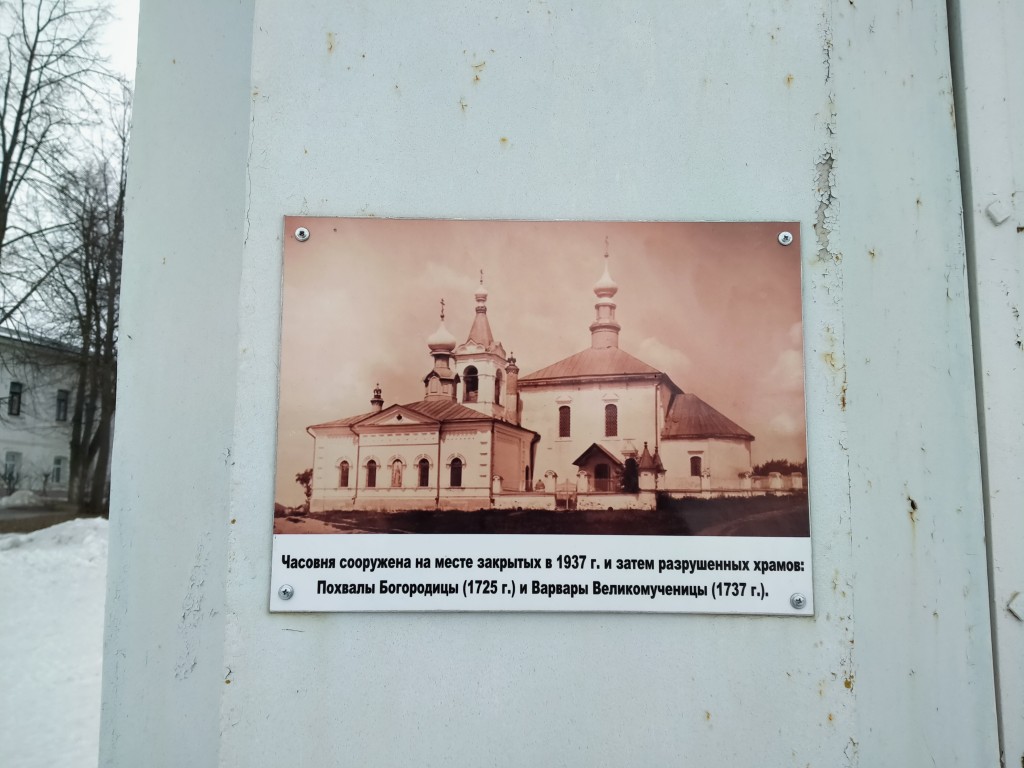 Часовня сооружена на месте закрытых в 1937 г. и затем разрушенных храмов:
Похвалы Богородицы (1725 г.) и Варвары Великомученицы (1737 г.).